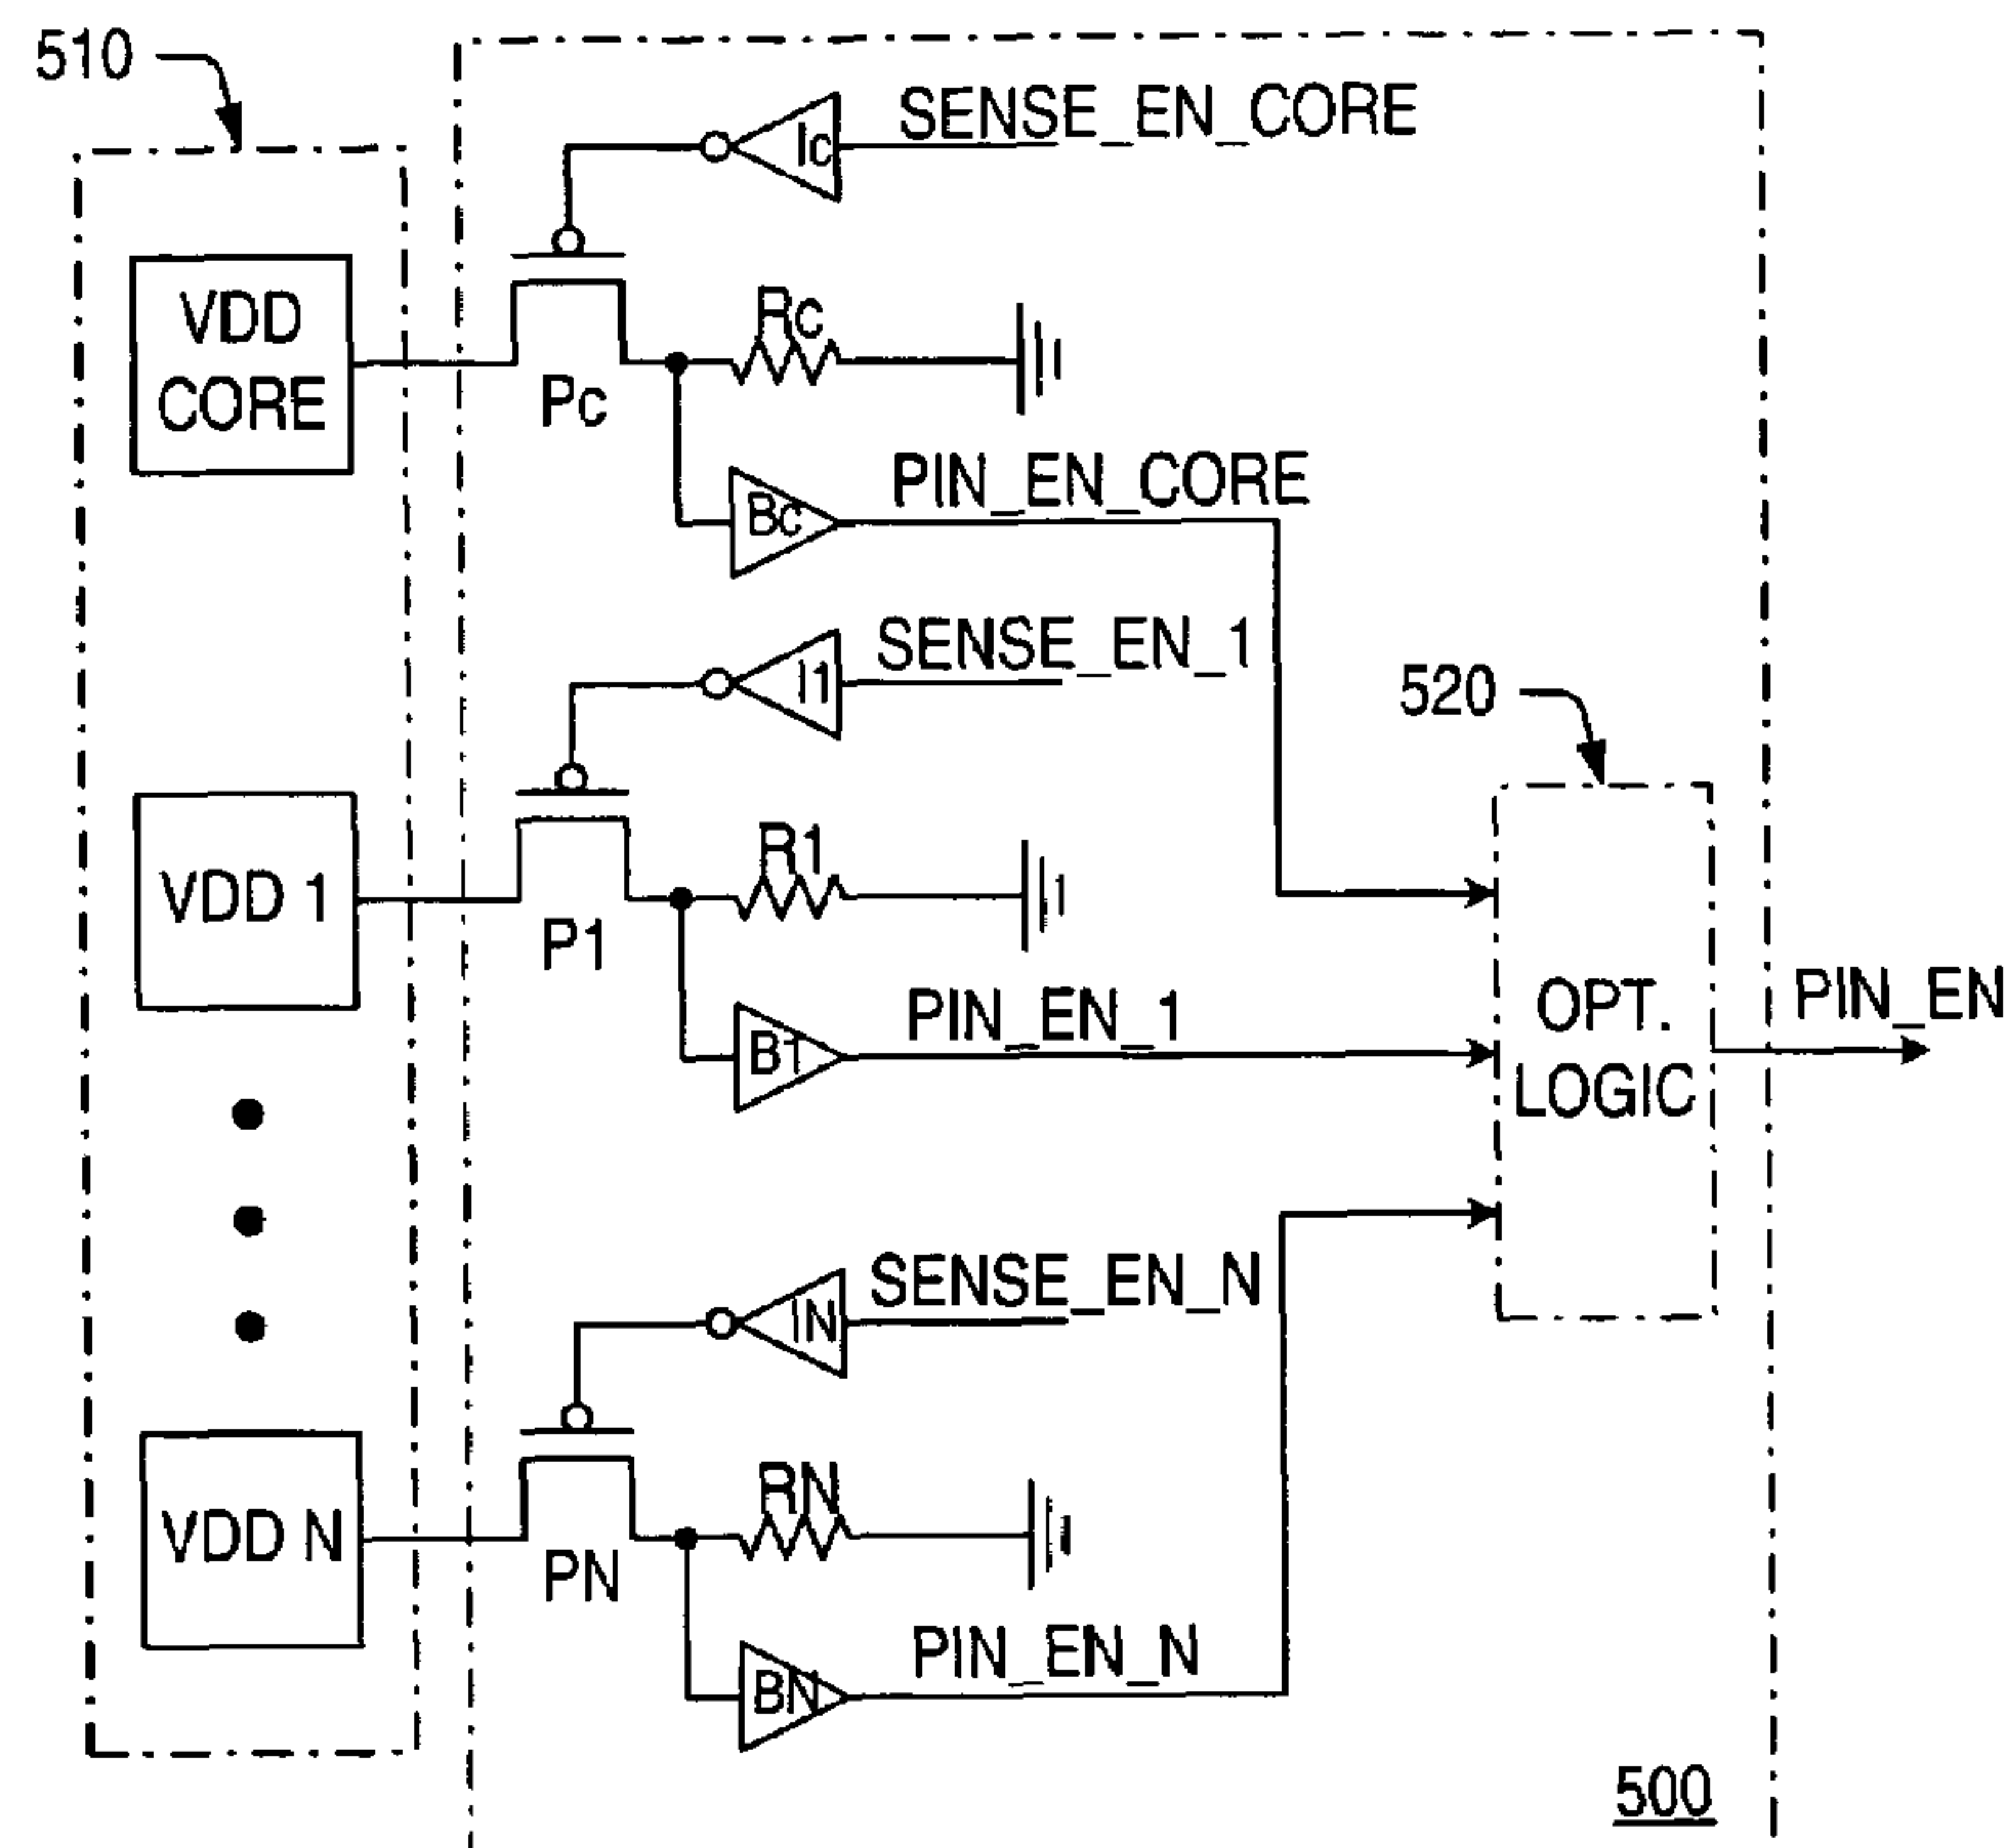 510
SENSE_EN_CORE
Ic
VDD
CORE
Rc
Pc
PIN_EN_CORE
Bc
SENSE_EN_1
I1
520
VDD 1
R1
P1
PIN_EN_1
B1
OPT.
LOGIC
PIN_EN
SENSE_EN_N
IN
VDD N
RN
PN
PIN_EN_N
BN
500